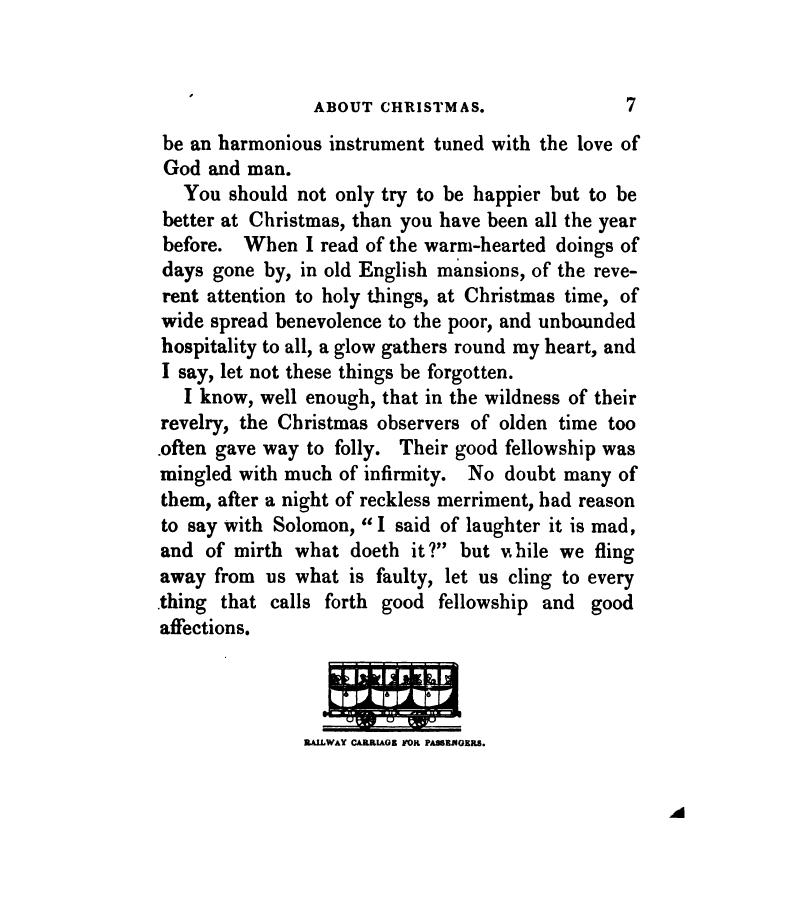 ABOUT CHRISTMAS. 7
be an harmonious instrument tuned with the love of
God and man.
You should not only try to be happier but to be
better at Christmas, than you have been all the year
before. When I read of the warm-hearted doings of
days gone by, in old English mansions, of the reve-
rent attention to holy things, at Christmas time, of
wide spread benevolence to the poor, and unbounded
hospitality to all, a glow gathers round my heart, and
I say, let not these things be forgotten.
I know, well enough, that in the wildness of their
revelry, the Christmas observers of olden time too
often gave way to folly. Their good fellowship was
mingled with much of infirmity. No doubt many of
them, after a night of reckless merriment, had reason
to say with Solomon, “I said of laughter it is mad,
and of mirth what doeth it?” but while we fling
away from us what is faulty, let us cling to every
thing that calls forth good fellowship and good
affections.
RAILWAY CARRIAGE FOR PASSENGERS.